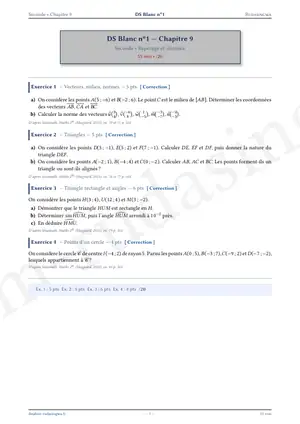 Seconde • Chapitre 9 DS Blanc n°1
DS Blanc n°1 — Chapitre 9
Seconde • Repérage et distance
55 min • /20
Exercice 1 – Vecteurs, milieu, normes – 5 pts [ Correction ]
a) On considère les points A(5 ; −6) et B(−2 ; 6). Le point C est le milieu de [AB]. Déterminer les coordonnées
des vecteurs AB, CA et BC.
b) Calculer la norme des vecteurs
Exercice 2 – Triangles – 5 pts [ Correction ]
a) On considère les points D(3 ; −1), E(5 ; 2) et F(7 ; −1). Calculer DE, EF et DF, puis donner la nature du
triangle DEF.
b) On considère les points A(−2 ; 1), B(−4 ; 4) et C(0 ; −2). Calculer AB, AC et BC. Les points forment-ils un
triangle ou sont-ils alignés ?
Exercice 3 – Triangle rectangle et angles – 6 pts [ Correction ]
On considère les points H(3 ; 4), U(12 ; 4) et M(3 ; −2).
a) Démontrer que le triangle HUM est rectangle en H.
b) Déterminer sin HUM, puis l'angle HUM arrondi à 10⁻² près.
c) En déduire
Exercice 4 – Points d'un cercle – 4 pts [ Correction ]
On considère le cercle 𝒞 de centre de rayon 5. Parmi les points A(0 ; 5), B(−3 ; 7), C(−9 ; 2) et D(−7 ; −2),
lesquels appartiennent à 𝒞 ?
Ex. 1 : 5 pts Ex. 2 : 5 pts Ex. 3 : 6 pts Ex. 4 : 4 pts /20
– 1 – 55 min